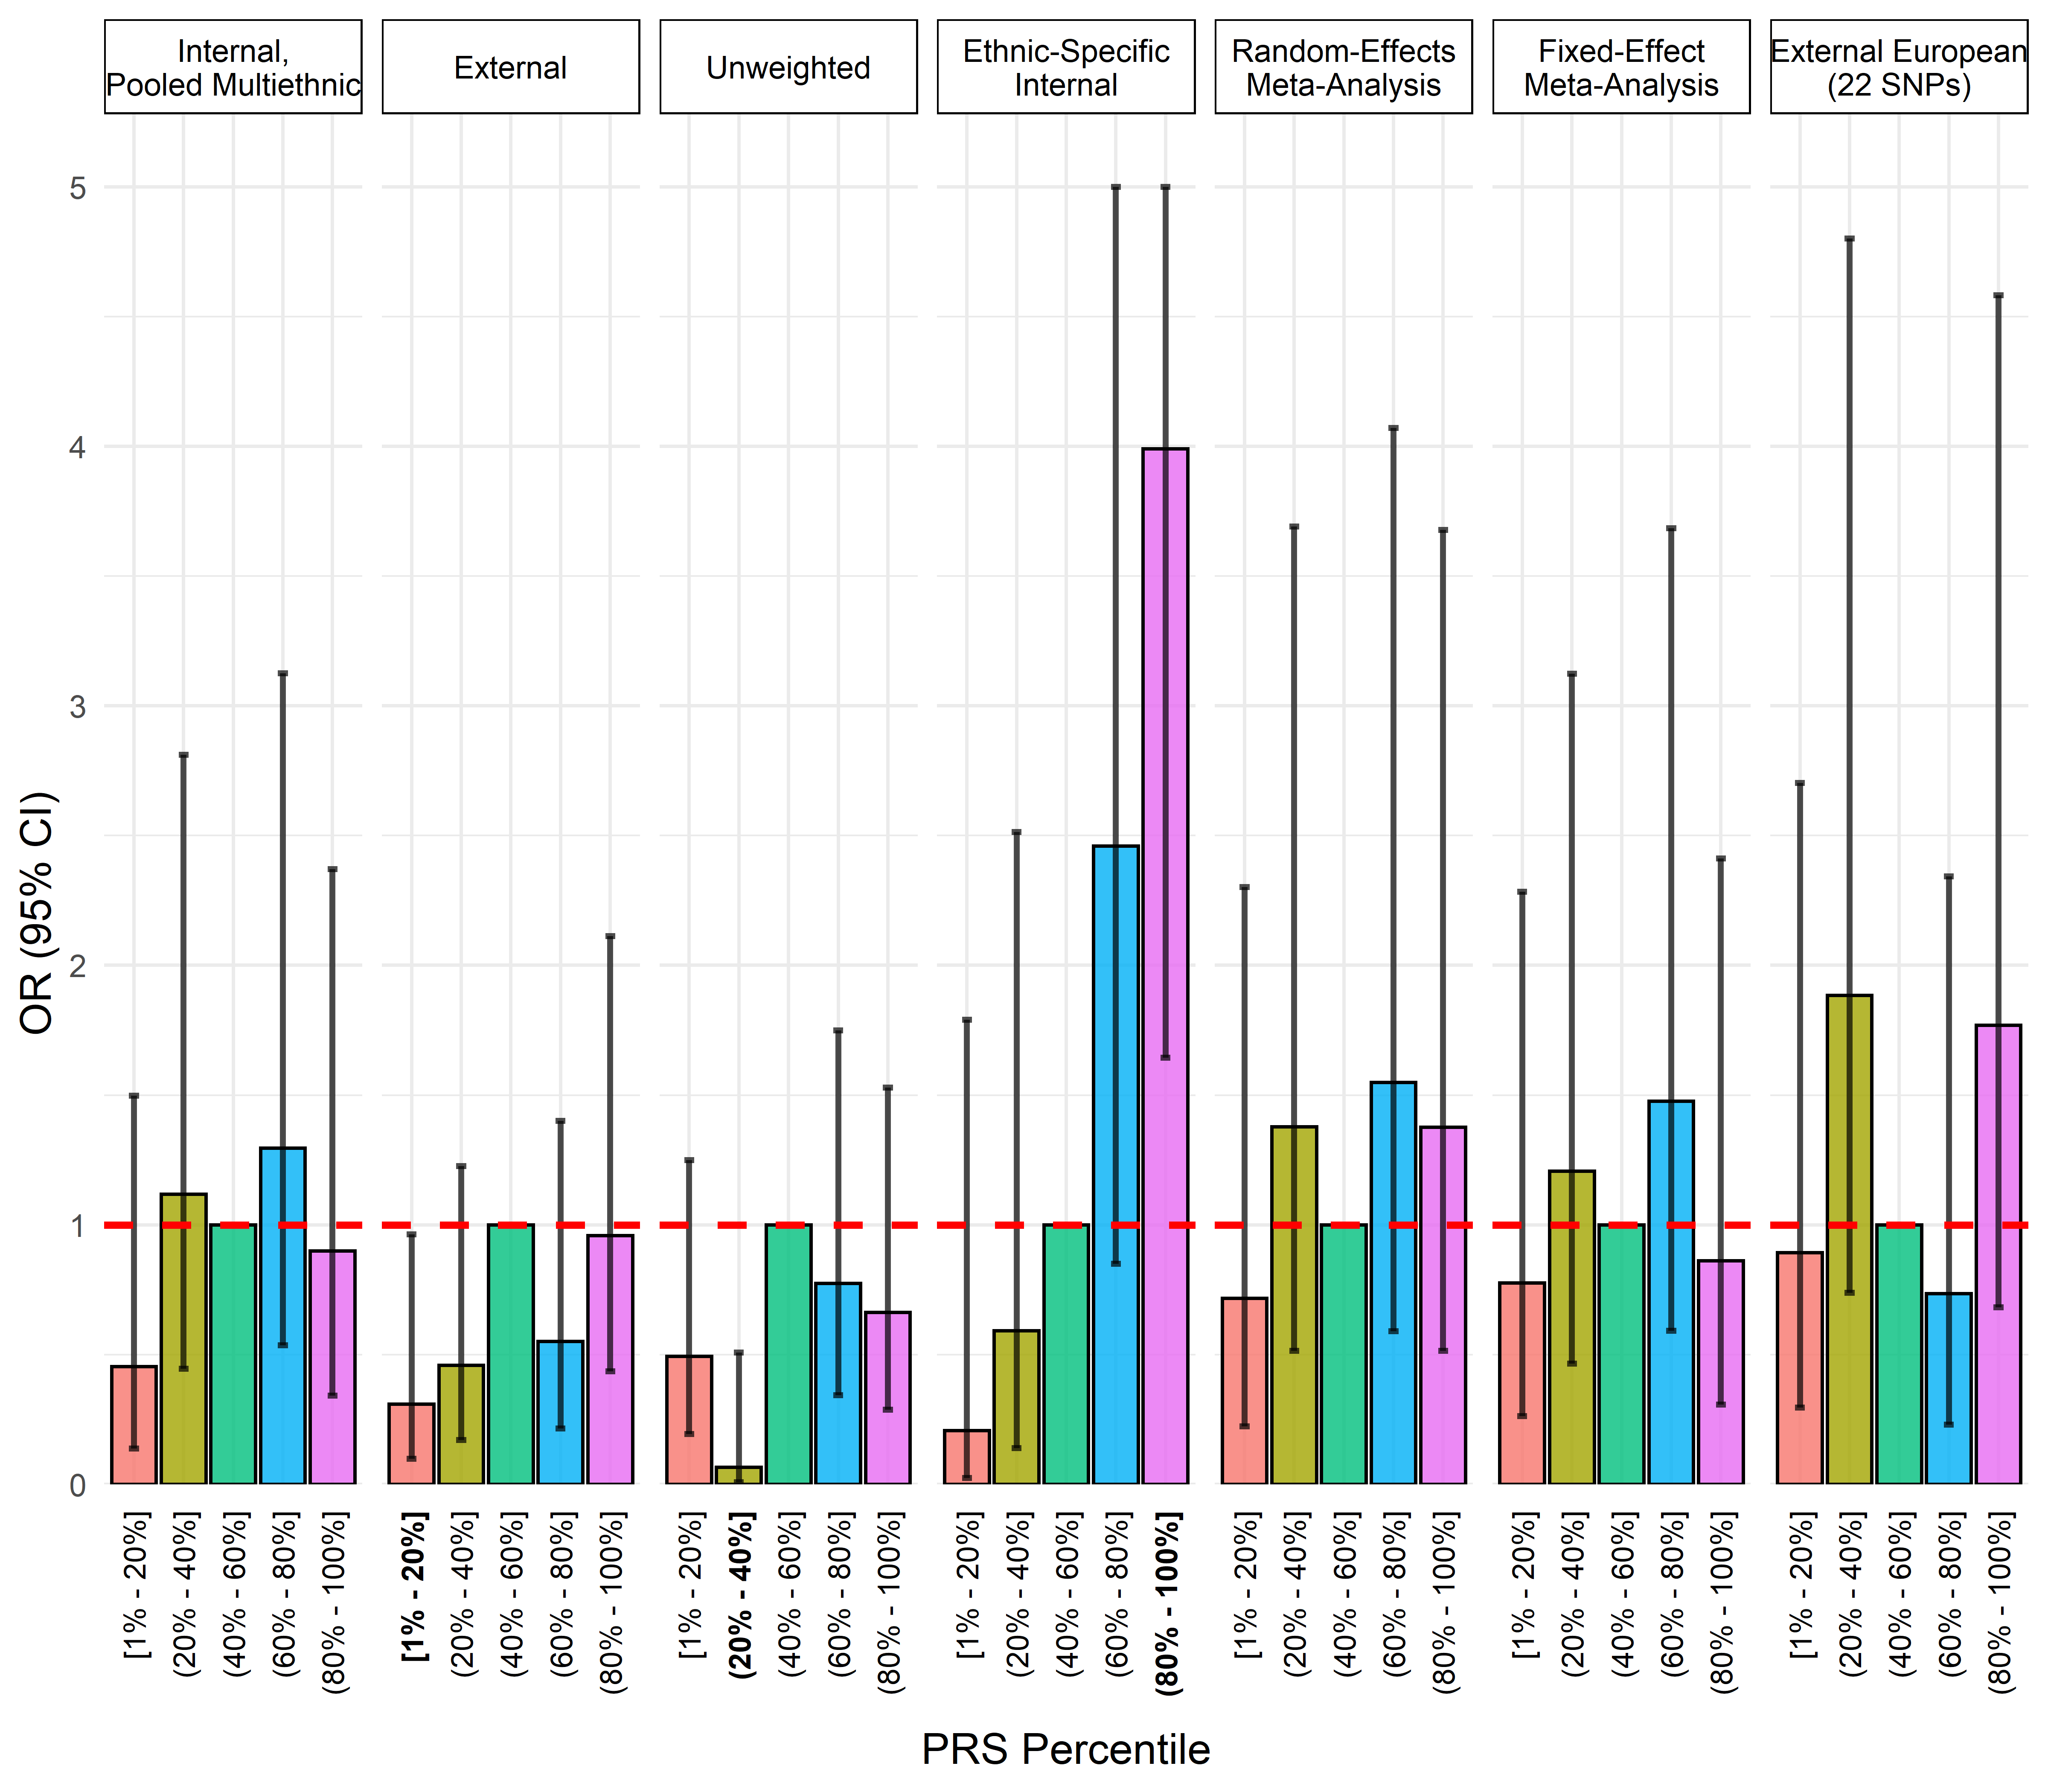 Internal,
Pooled Multiethnic
External
Unweighted
Ethnic-Specific
Internal
Random-Effects
Meta-Analysis
Fixed-Effect
Meta-Analysis
External European
(22 SNPs)
OR (95% CI)
5
4
3
2
1
0
[1% - 20%]
(20% - 40%]
(40% - 60%]
(60% - 80%]
(80% - 100%]
[1% - 20%]
(20% - 40%]
(40% - 60%]
(60% - 80%]
(80% - 100%]
[1% - 20%]
(20% - 40%]
(40% - 60%]
(60% - 80%]
(80% - 100%]
[1% - 20%]
(20% - 40%]
(40% - 60%]
(60% - 80%]
(80% - 100%]
[1% - 20%]
(20% - 40%]
(40% - 60%]
(60% - 80%]
(80% - 100%]
[1% - 20%]
(20% - 40%]
(40% - 60%]
(60% - 80%]
(80% - 100%]
[1% - 20%]
(20% - 40%]
(40% - 60%]
(60% - 80%]
(80% - 100%]
PRS Percentile